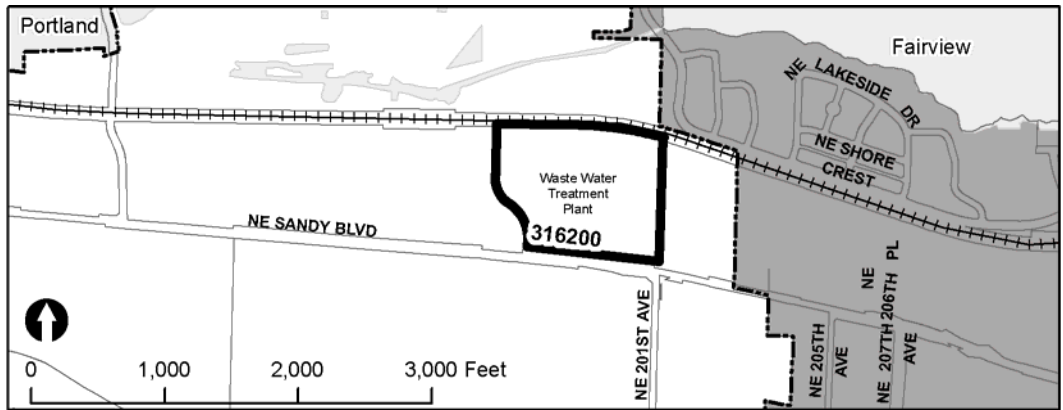 Portland
Fairview
NE LAKESIDE DR
NE SHORE
CREST
Waste Water
Treatment
Plant
316200
NE SANDY BLVD
NE 201ST AVE
NE 205TH
AVE
NE
NE 207TH 206TH PL
AVE
0 1,000 2,000 3,000 Feet